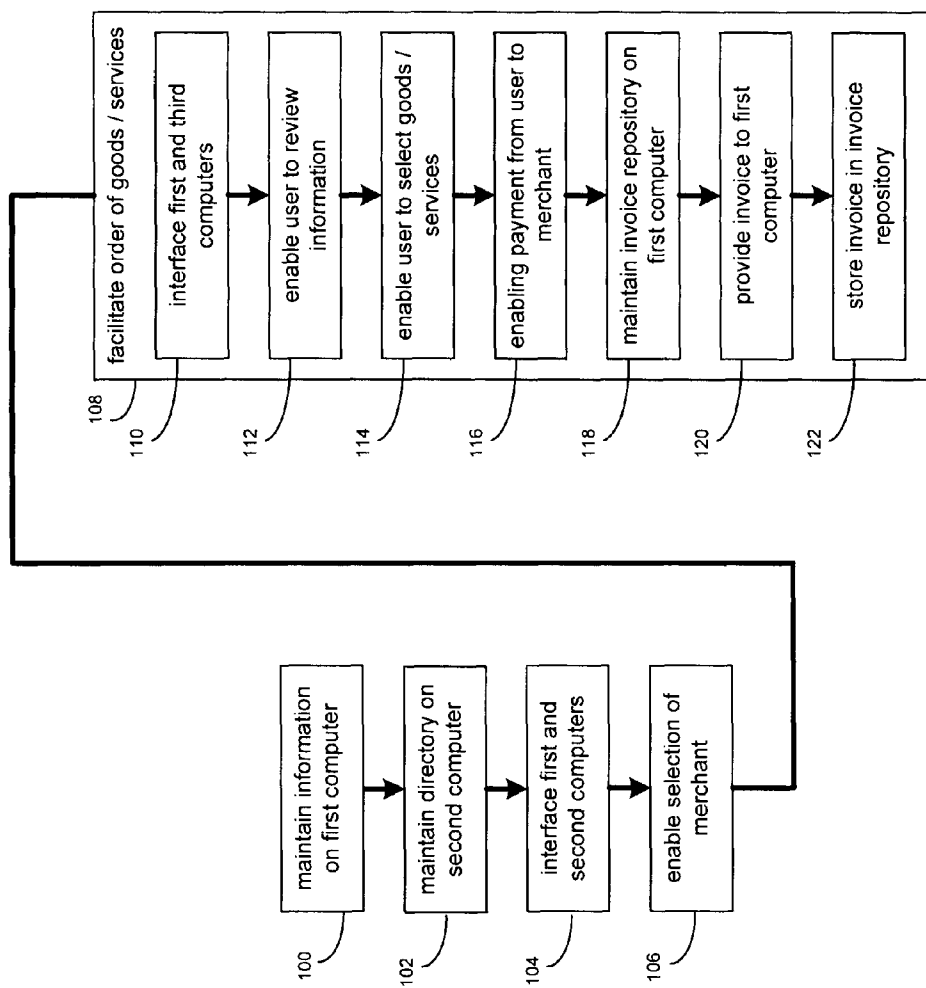 maintain information
on first computer
100
maintain directory on
second computer
102
interface first and
second computers
104
enable selection of
merchant
106
facilitate order of goods / services
108
interface first and third
computers
110
enable user to review
information
112
enable user to select goods /
services
114
enabling payment from user to
merchant
116
maintain invoice repository on
first computer
118
provide invoice to first
computer
120
store invoice in invoice
repository
122